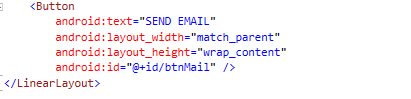 <Button
android:text="SEND EMAIL"
android:layout_width="match_parent"
android:layout_height="wrap_content"
android:id="@+id/btnMail" />
</LinearLayout>